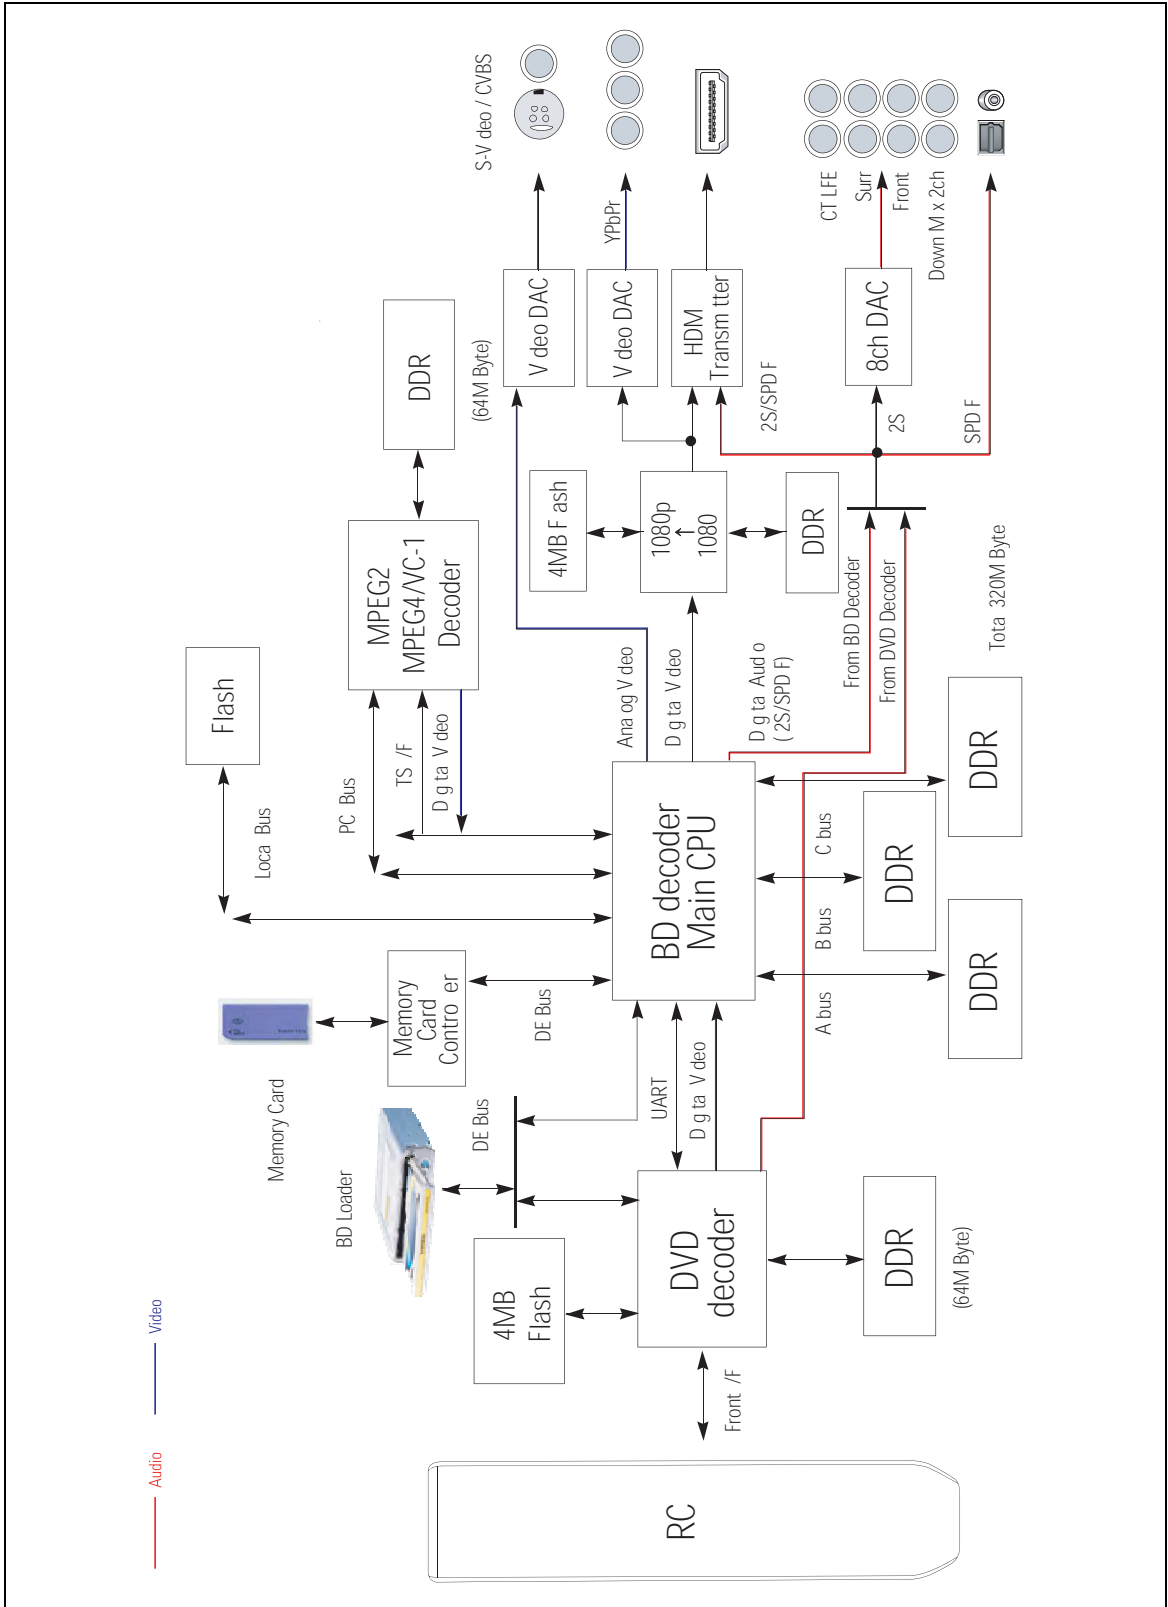 Audio
Video
Memory Card
BD Loader
Flash
Loca Bus
PC Bus
TS /F
D g ta V deo
MPEG2
MPEG4/VC-1
Decoder
DDR
(64M Byte)
S-V deo / CVBS
Memory
Card
Contro er
DE Bus
DE Bus
4MB
Flash
V deo DAC
V deo DAC
YPbPr
HDM
Transm tter
4MB F ash
1080p
←
1080
DDR
Ana og V deo
D g ta V deo
D g ta Aud o
( 2S/SPD F)
2S/SPD F
BD decoder
Main CPU
UART
D g ta V deo
DVD
decoder
Front /F
RC
A bus
B bus
C bus
From BD Decoder
From DVD Decoder
8ch DAC
2S
SPD F
CT LFE
Surr
Front
Down M x 2ch
DDR
(64M Byte)
DDR
DDR
DDR
Tota 320M Byte